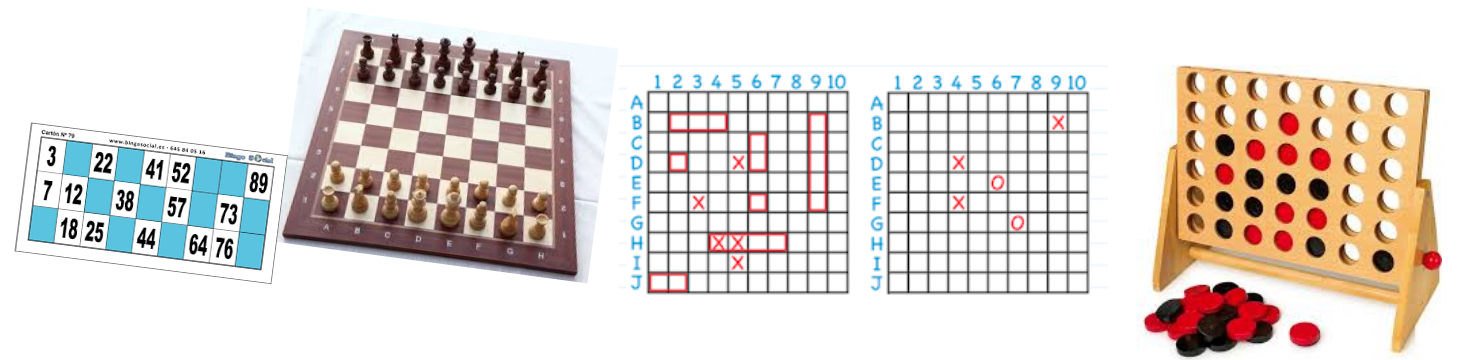 Cartón Nº 79
www.bingosocial.es - 645 84 05 16
Bingo Social
3 22 41 52 89
7 12 38 57 73
18 25 44 64 76
A B C D E F G H
1 2 3 4 5 6 7 8 9 10
A
B
C
D X
E
F X
G
H X X
I X
J
1 2 3 4 5 6 7 8 9 10
A
B X
C
D X
E O
F X
G O
H
I
J